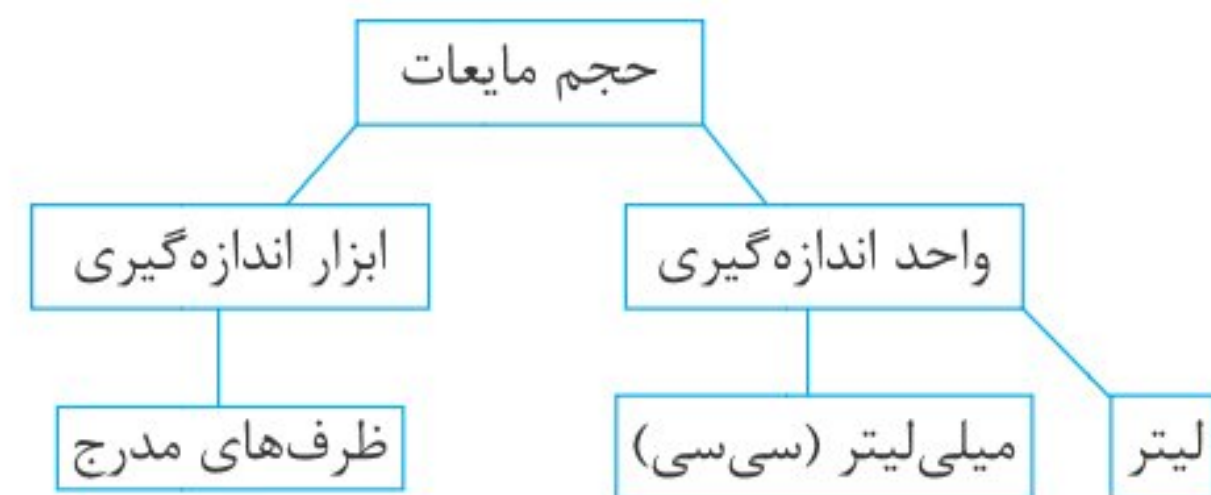 حجم مایعات
واحد اندازه‌گیری
ابزار اندازه‌گیری
لیتر
میلی‌لیتر (سی‌سی)
ظرف‌های مدرج